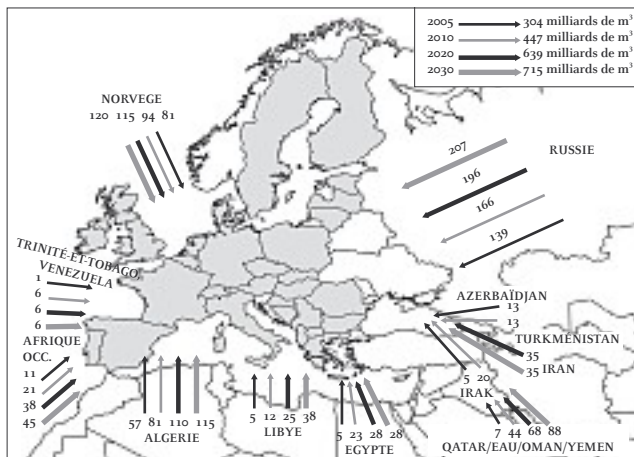 2005 304 milliards de m³
2010 447 milliards de m³
2020 639 milliards de m³
2030 715 milliards de m³
NORVEGE
120 115 94 81
207
RUSSIE
196
166
139
TRINITÉ-ET-TOBAGO
VENEZUELA
1
6
6
6
AFRIQUE
OCC.
11
21
38
45
AZERBAÏDJAN
13
13
TURKMÉNISTAN
35
35 IRAN
5 20
IRAK
57 81 110 115
ALGERIE
5 12 25 38
LIBYE
5 23 28 28
EGYPTE
7 44 68 88
QATAR/EAU/OMAN/YEMEN